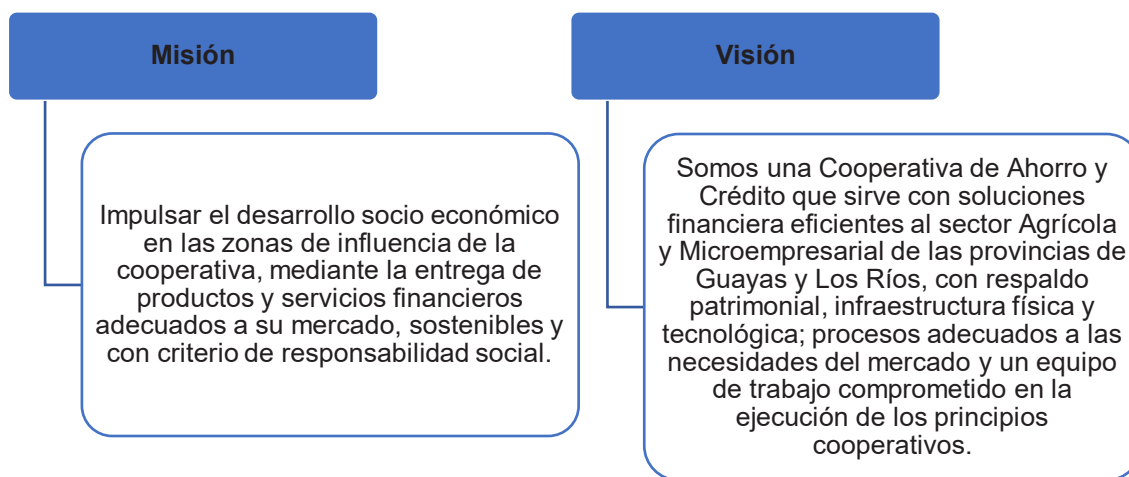 Misión
Impulsar el desarrollo socio económico
en las zonas de influencia de la
cooperativa, mediante la entrega de
productos y servicios financieros
adecuados a su mercado, sostenibles y
con criterio de responsabilidad social.
Visión
Somos una Cooperativa de Ahorro y
Crédito que sirve con soluciones
financiera eficientes al sector Agrícola
y Microempresarial de las provincias de
Guayas y Los Ríos, con respaldo
patrimonial, infraestructura física y
tecnológica; procesos adecuados a las
necesidades del mercado y un equipo
de trabajo comprometido en la
ejecución de los principios
cooperativos.